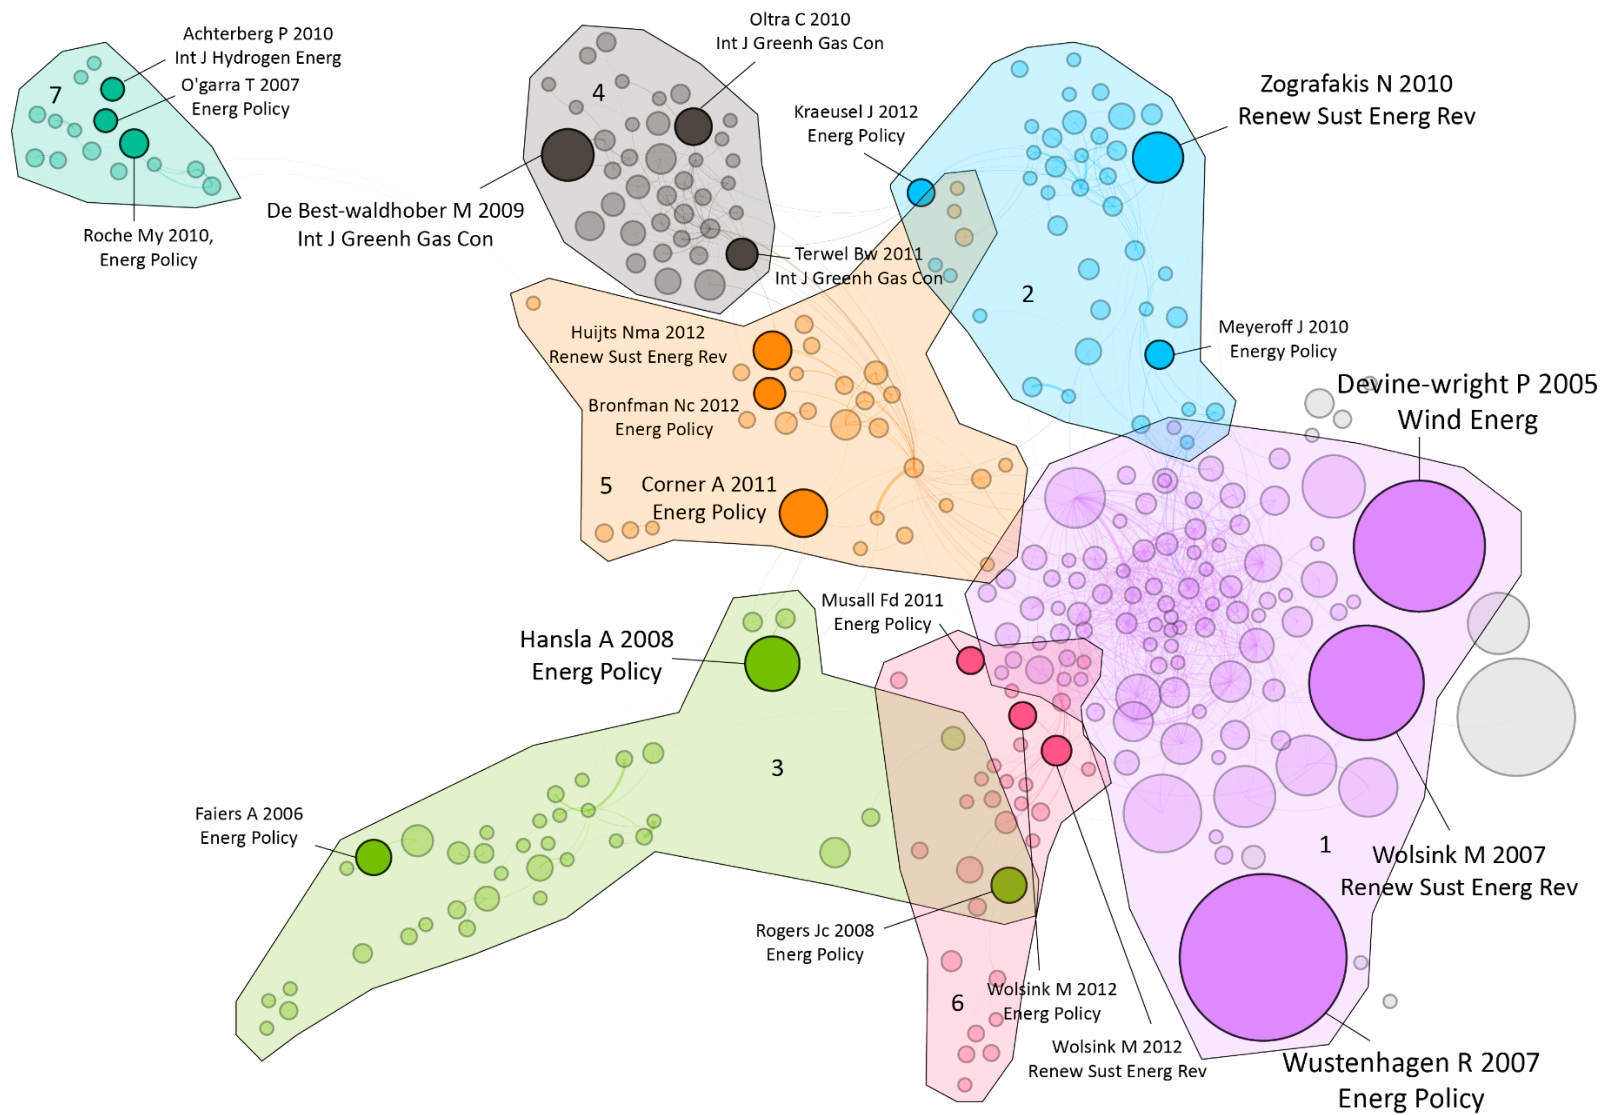 Achterberg P 2010
Int J Hydrogen Energ
7
O'garra T 2007
Energy Policy
Roche My 2010,
Energy Policy
Oltra C 2010
Int J Greenh Gas Con
4
De Best-waldhober M 2009
Int J Greenh Gas Con
Terwel Bw 2011
Int J Greenh Gas Con
Kraeusel J 2012
Energ Policy
Zografakis N 2010
Renew Sust Energ Rev
2
Meyeroff J 2010
Energy Policy
Huijts Nma 2012
Renew Sust Energ Rev
Bronfman Nc 2012
Energ Policy
5
Corner A 2011
Energ Policy
Devine-wright P 2005
Wind Energ
Hansla A 2008
Energ Policy
Musall Fd 2011
Energ Policy
3
Faiers A 2006
Energ Policy
1
Wolsink M 2007
Renew Sust Energ Rev
Rogers Jc 2008
Energ Policy
6
Wolsink M 2012
Energ Policy
Wolsink M 2012
Renew Sust Energ Rev
Wustenhagen R 2007
Energ Policy